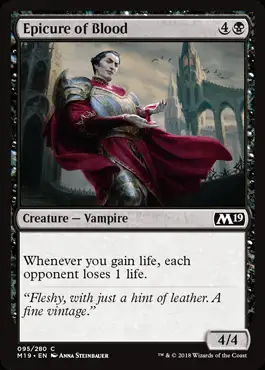 Epicure of Blood 4
Creature — Vampire M19
Whenever you gain life, each
opponent loses 1 life.
“Fleshy, with just a hint of leather. A
fine vintage.”
4/4
095/280 C
M19 • EN Anna Steinbauer ™ & © 2018 Wizards of the Coast